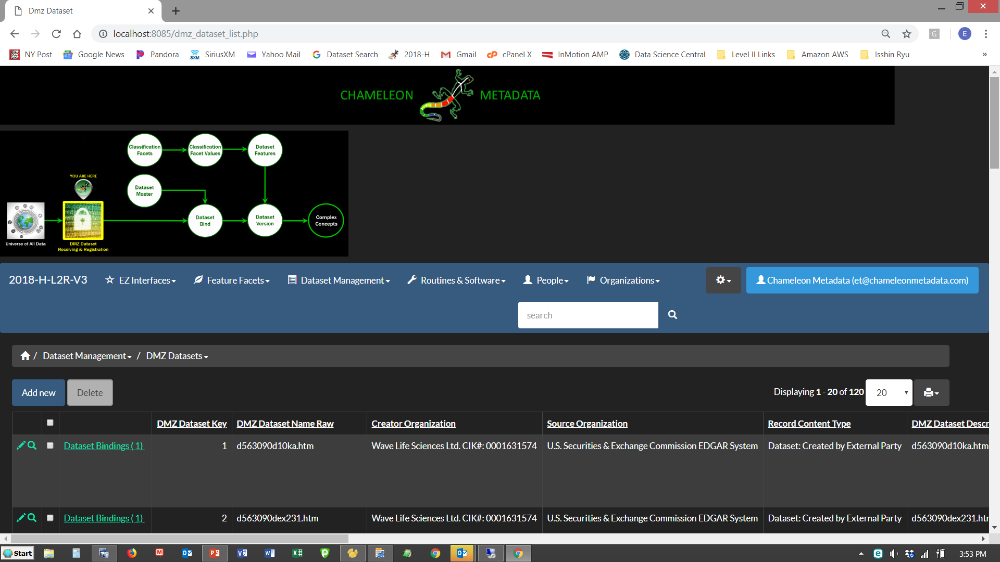 Dmz Dataset
localhost:8085/dmz_dataset_list.php
G
E
NY Post Google News Pandora SiriusXM Yahoo Mail Dataset Search 2018-H Gmail cPanel X InMotion AMP Data Science Central Level II Links Amazon AWS Isshin Ryu »
CHAMELEON METADATA
Classification Facets
Classification Facet Values
Dataset Features
YOU ARE HERE
Dataset Master
Dataset Bind
Dataset Version
Complex Concepts
Universe of All Data
DMZ Dataset
Receiving & Registration
2018-H-L2R-V3 EZ Interfaces Feature Facets Dataset Management Routines & Software People Organizations Chameleon Metadata (et@chameleonmetadata.com)
search
/ Dataset Management / DMZ Datasets
Add new Delete Displaying 1 - 20 of 120 20
DMZ Dataset Key DMZ Dataset Name Raw Creator Organization Source Organization Record Content Type DMZ Dataset Descr
Dataset Bindings ( 1) 1 d563090d10ka.htm Wave Life Sciences Ltd. CIK#: 0001631574 U.S. Securities & Exchange Commission EDGAR System Dataset: Created by External Party d563090d10ka.htm
Dataset Bindings ( 1) 2 d563090dex231.htm Wave Life Sciences Ltd. CIK#: 0001631574 U.S. Securities & Exchange Commission EDGAR System Dataset: Created by External Party d563090dex231.htr
Start 3:53 PM